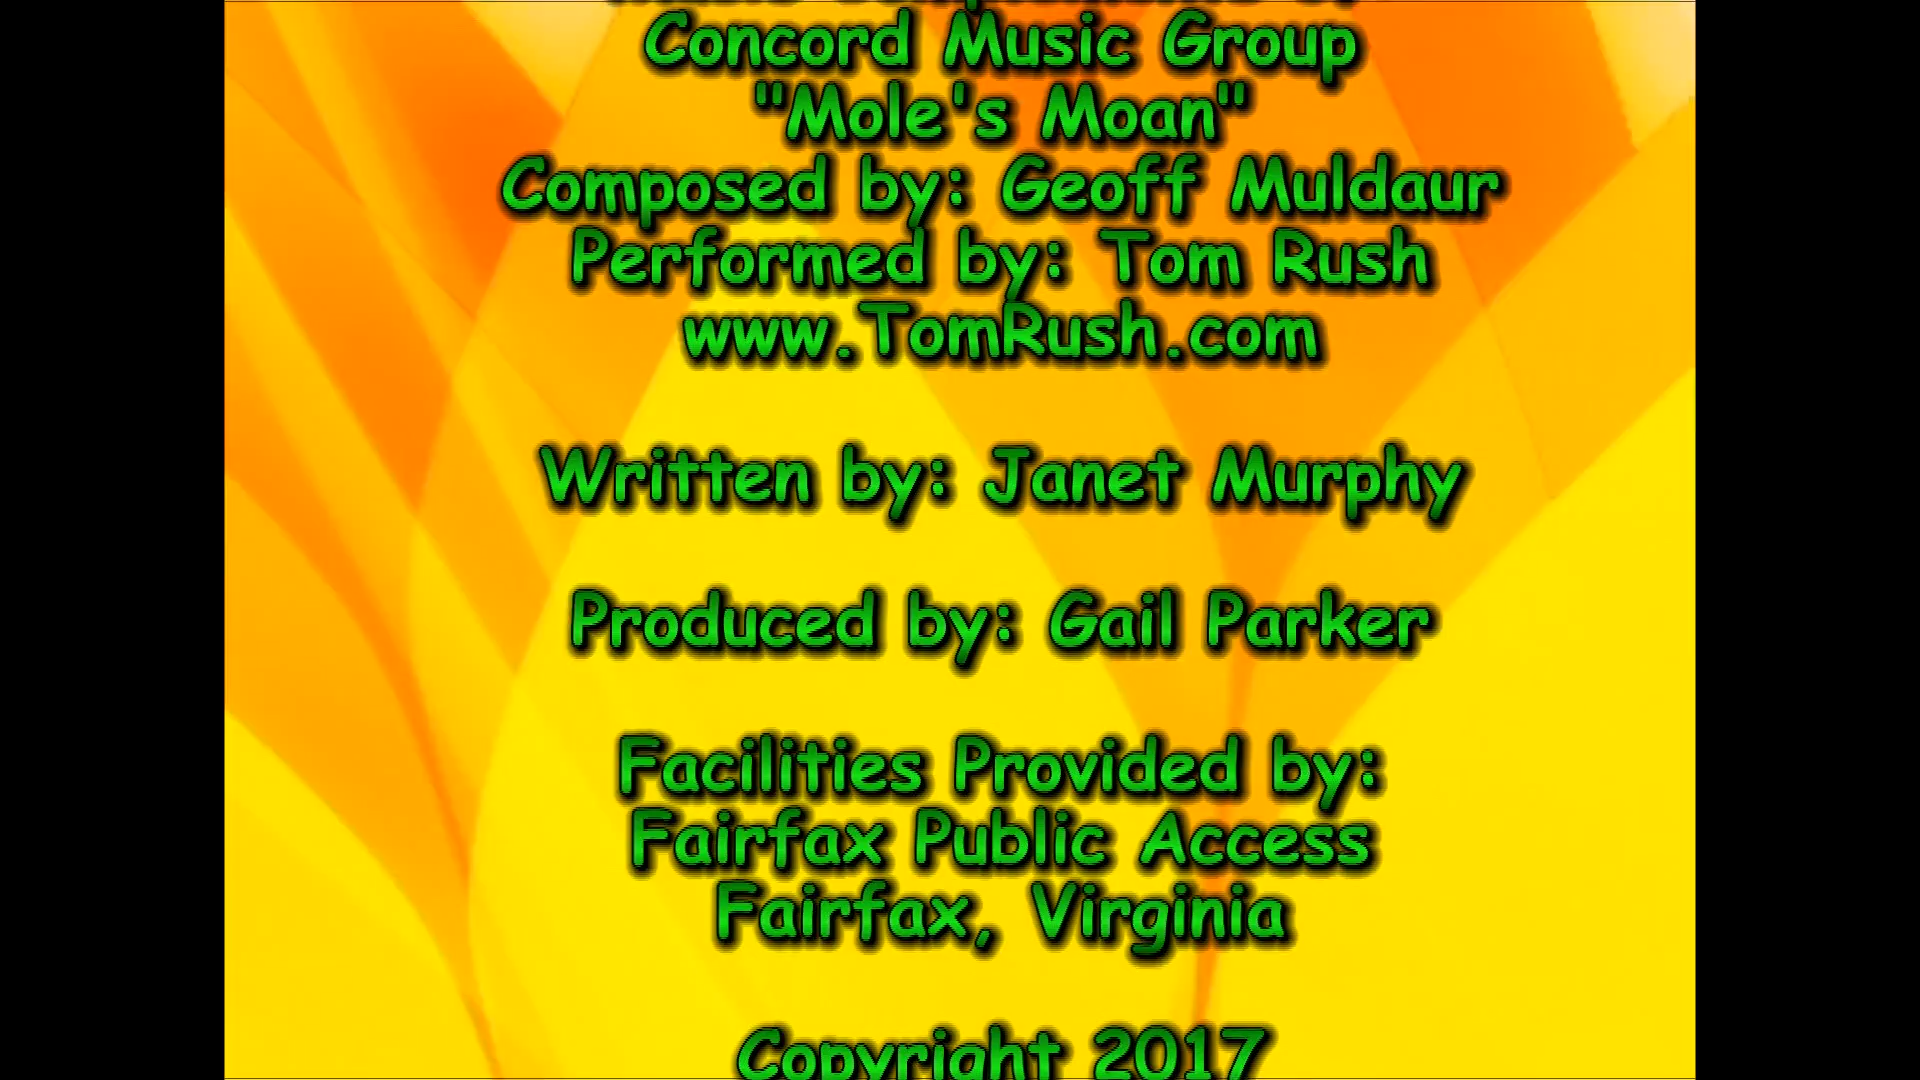 Concord Music Group
"Mole's Moan"
Composed by: Geoff Muldaur
Performed by: Tom Rush
www.TomRush.com
Written by: Janet Murphy
Produced by: Gail Parker
Facilities Provided by:
Fairfax Public Access
Fairfax, Virginia
Copyright 2017